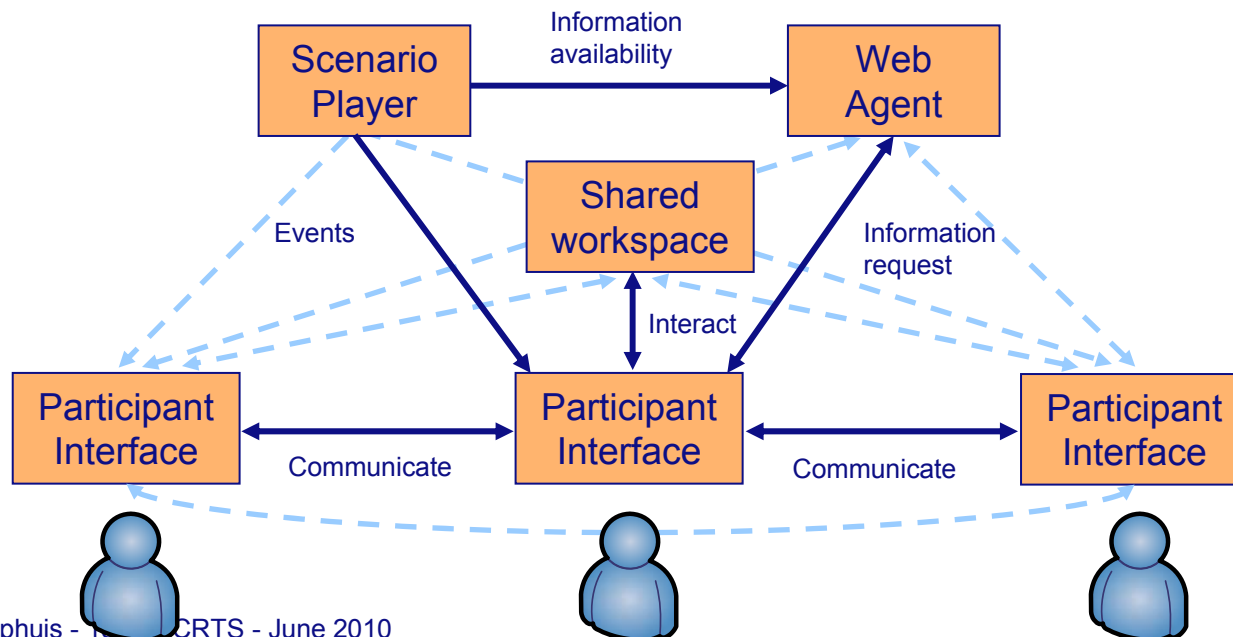 Information
availability
Scenario
Player
Web
Agent
Shared
workspace
Events
Information
request
Interact
Participant
Interface
Participant
Interface
Participant
Interface
Communicate
Communicate
CRTS - June 2010